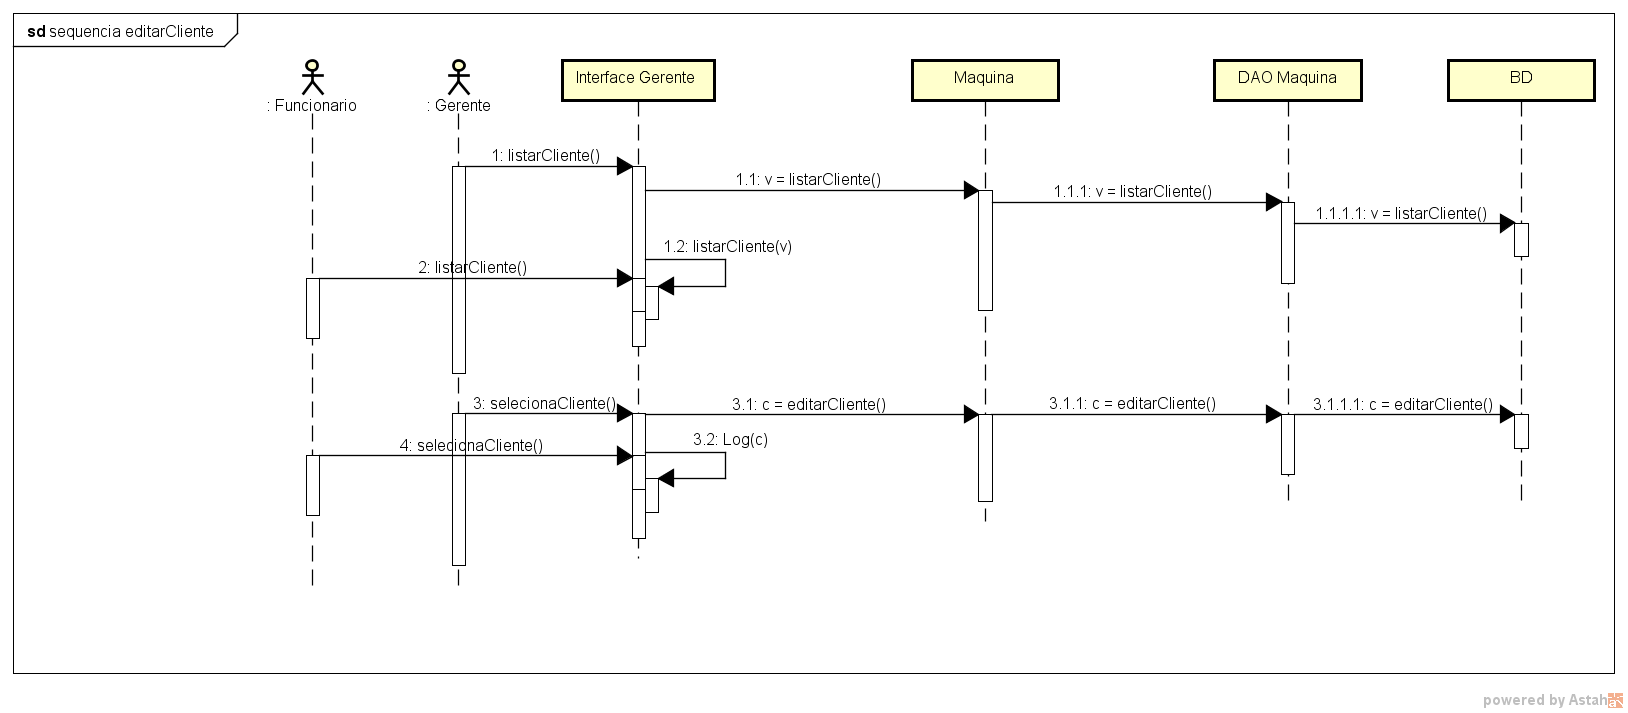 sd sequencia editarCliente
: Funcionario
: Gerente
Interface Gerente
Maquina
DAO Maquina
BD
1: listarCliente()
1.1: v = listarCliente()
1.1.1: v = listarCliente()
1.1.1.1: v = listarCliente()
1.2: listarCliente(v)
2: listarCliente()
3: selecionaCliente()
3.1: c = editarCliente()
3.1.1: c = editarCliente()
3.1.1.1: c = editarCliente()
3.2: Log(c)
4: selecionaCliente()
powered by Astah